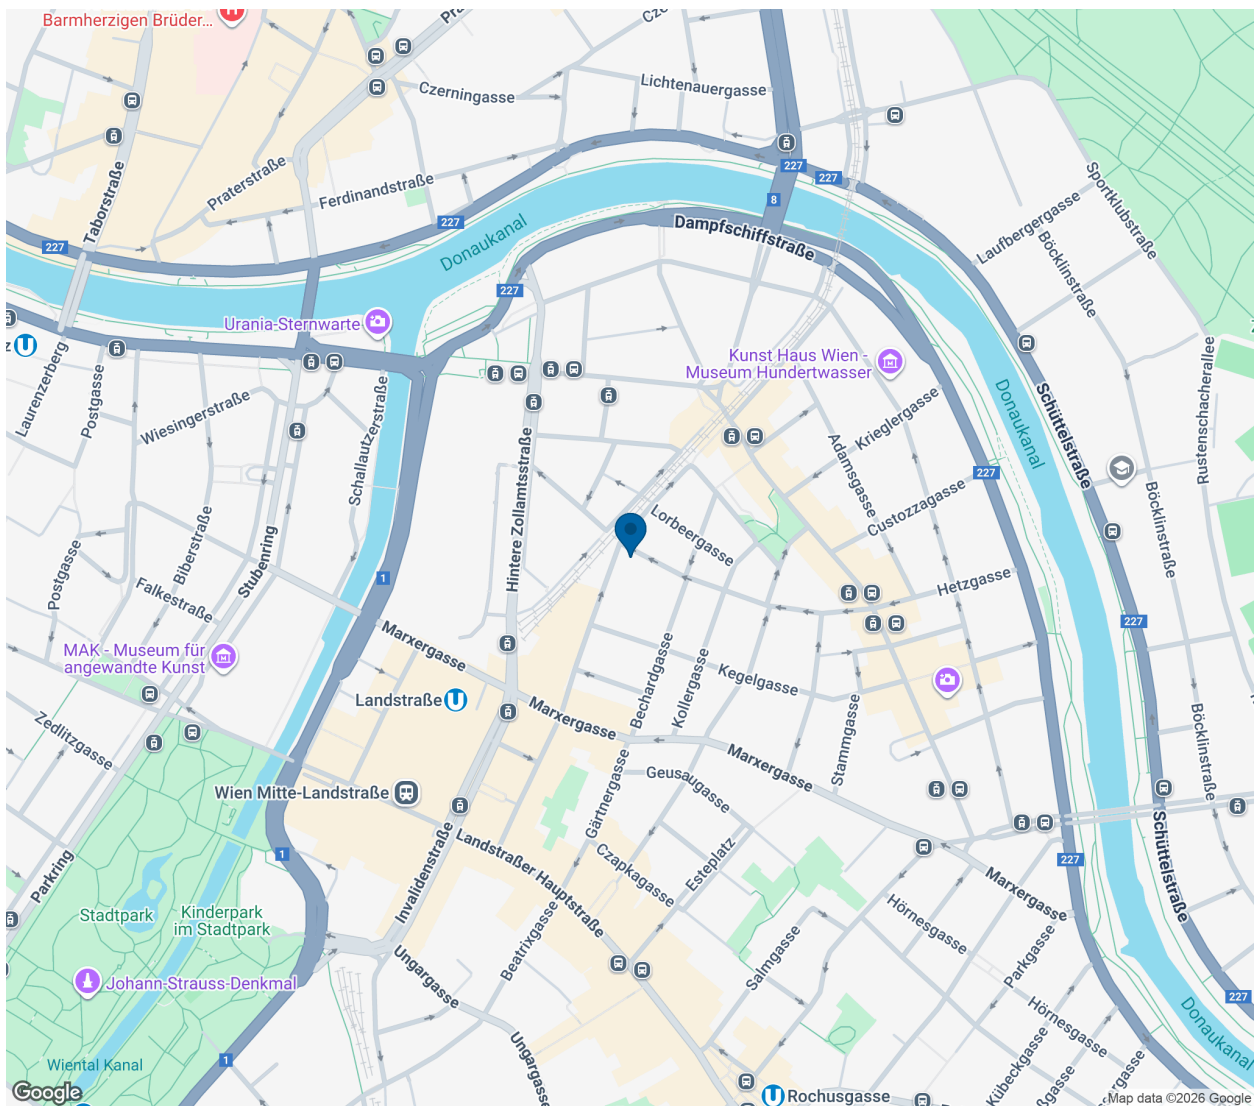 Barmherzigen Brüder...
Pra
Cze
Czerningasse
Lichtenauergasse
Praterstraße
Ferdinandstraße
Taborstraße
227
227
227
227
8
227
Donaukanal
Dampfschiffstraße
Sportklubstraße
Laufbergergasse
Böcklinstraße
Urania-Sternwarte
z
Laurenzerberg
Postgasse
Wiesingerstraße
Schallautzerstraße
Kunst Haus Wien -
Museum Hundertwasser
Krieglergasse
Adamsgasse
Custozzagasse
227
Donaukanal
Schüttelstraße
Rustenschacherallee
Böcklinstraße
Hintere Zollamtsstraße
Lorbeergasse
Biberstraße
Stubenring
Postgasse
Falkestraße
1
Hetzgasse
227
MAK - Museum für
angewandte Kunst
Marxergasse
Bechardgasse
Kollergasse
Kegelgasse
Stammgasse
Landstraße
Marxergasse
Marxergasse
Zedlitzgasse
Böcklinstraße
Geusaugasse
Wien Mitte-Landstraße
Gärtnergasse
Invalidenstraße
Landstraßer Hauptstraße
Czapkagasse
Esteplatz
1
227
Schüttelstraße
Marxergasse
Parkring
Stadtpark
Kinderpark
im Stadtpark
Hörnesgasse
Parkgasse
Beatrixgasse
Ungargasse
Salmgasse
Johann-Strauss-Denkmal
227
Hörnesgasse
Donaukanal
Ungargasse
Wiental Kanal
1
Kübeckgasse
Rochusgasse
Google
Map data ©2026 Google